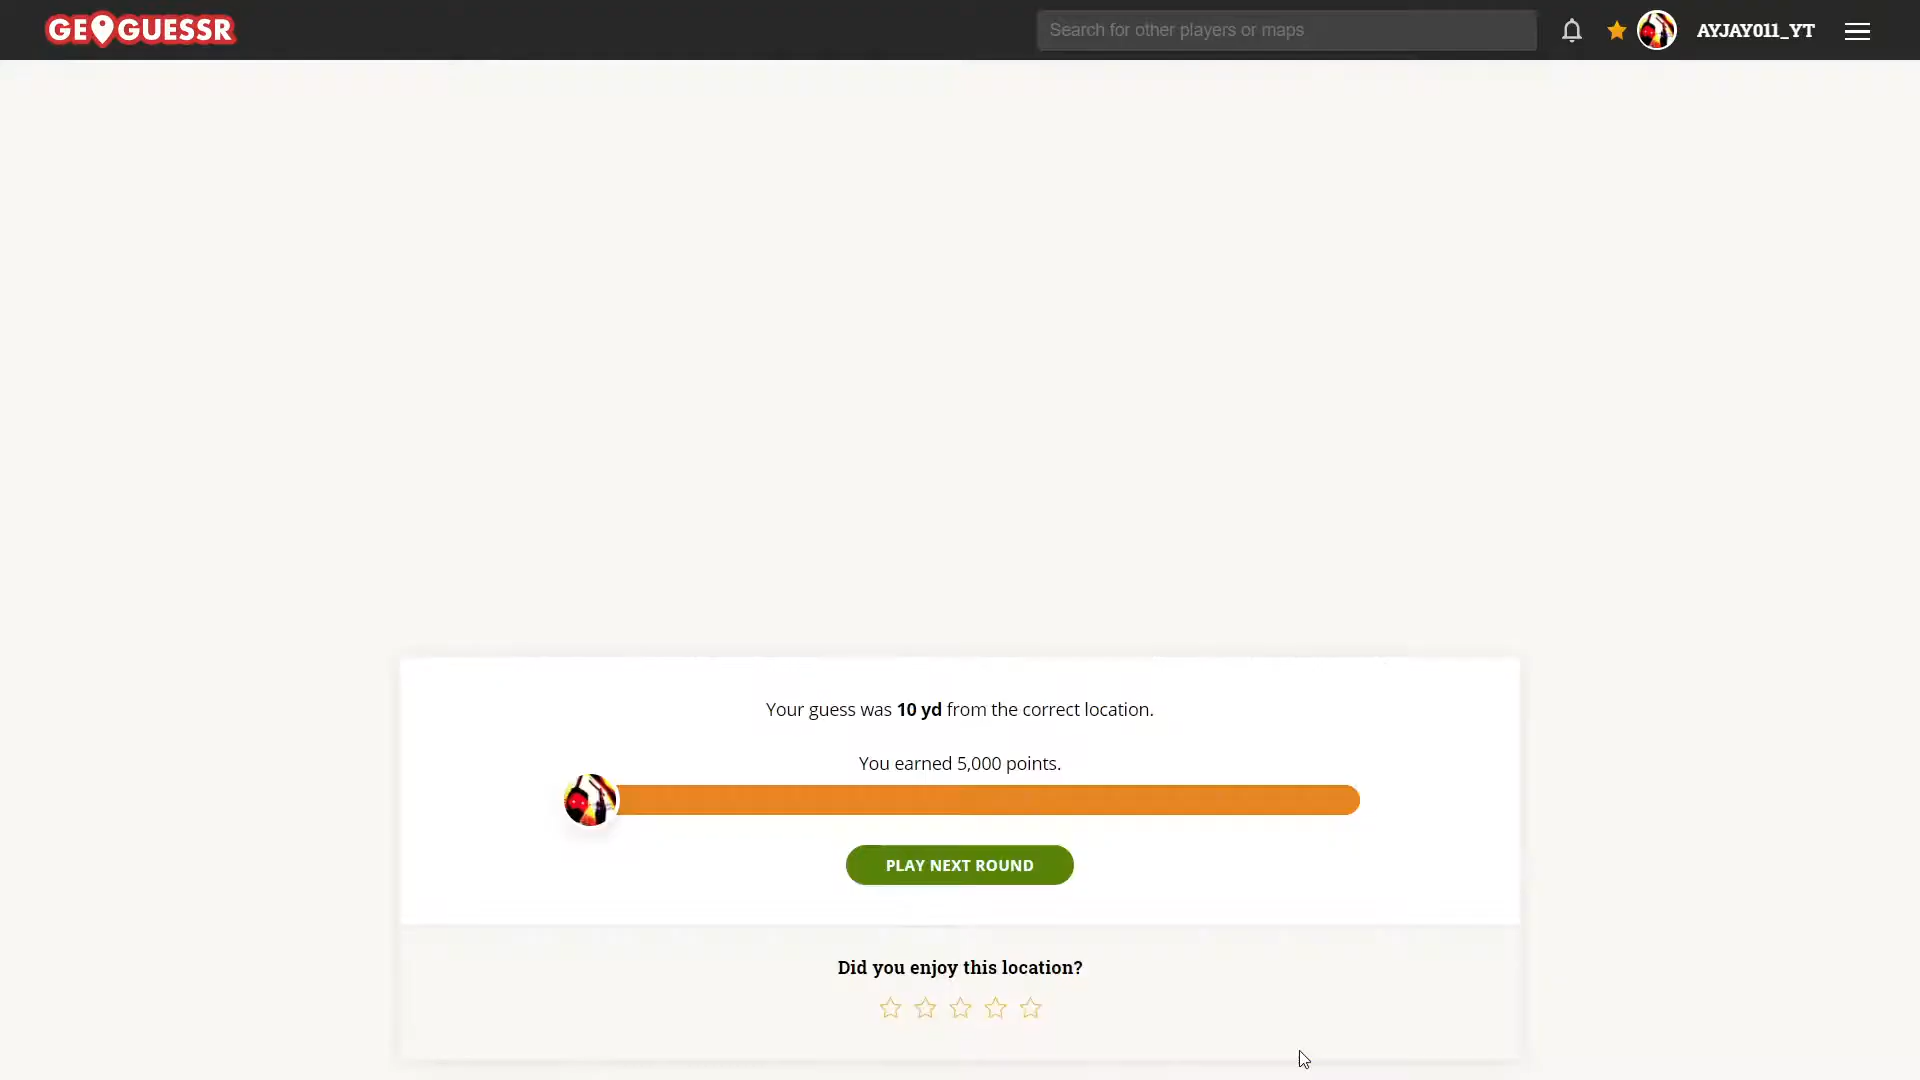 GEOGUESSR
Search for other players or maps
AYJAY011_YT
Your guess was 10 yd from the correct location.
You earned 5,000 points.
PLAY NEXT ROUND
Did you enjoy this location?